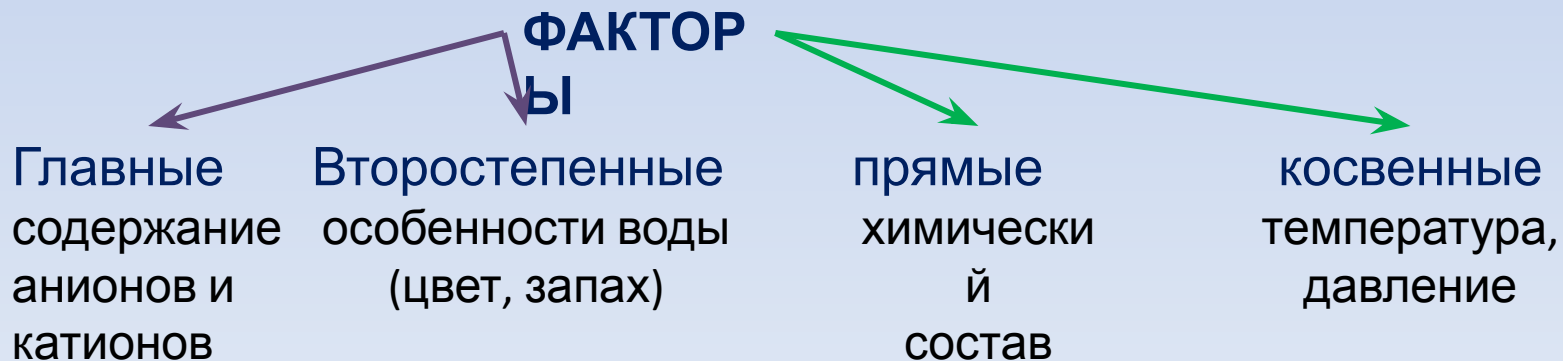 ФАКТОР
Ы
Главные Второстепенные прямые косвенные
содержание особенности воды химически температура,
анионов и (цвет, запах) й давление
катионов состав